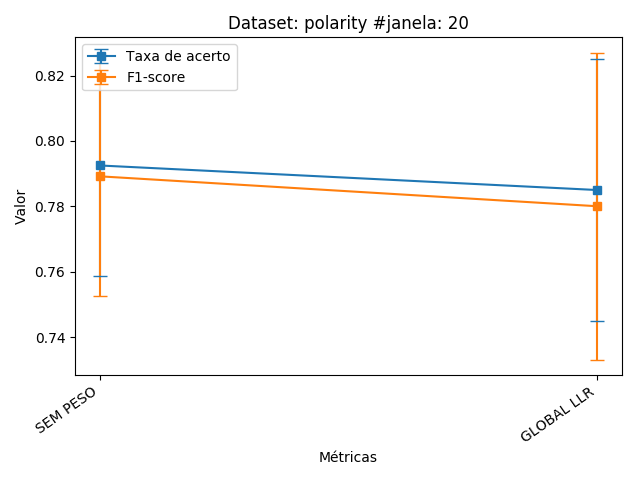 Dataset: polarity #janela: 20
Taxa de acerto
F1-score
0.82
0.80
0.78
0.76
0.74
Valor
SEM PESO
GLOBAL LLR
Métricas